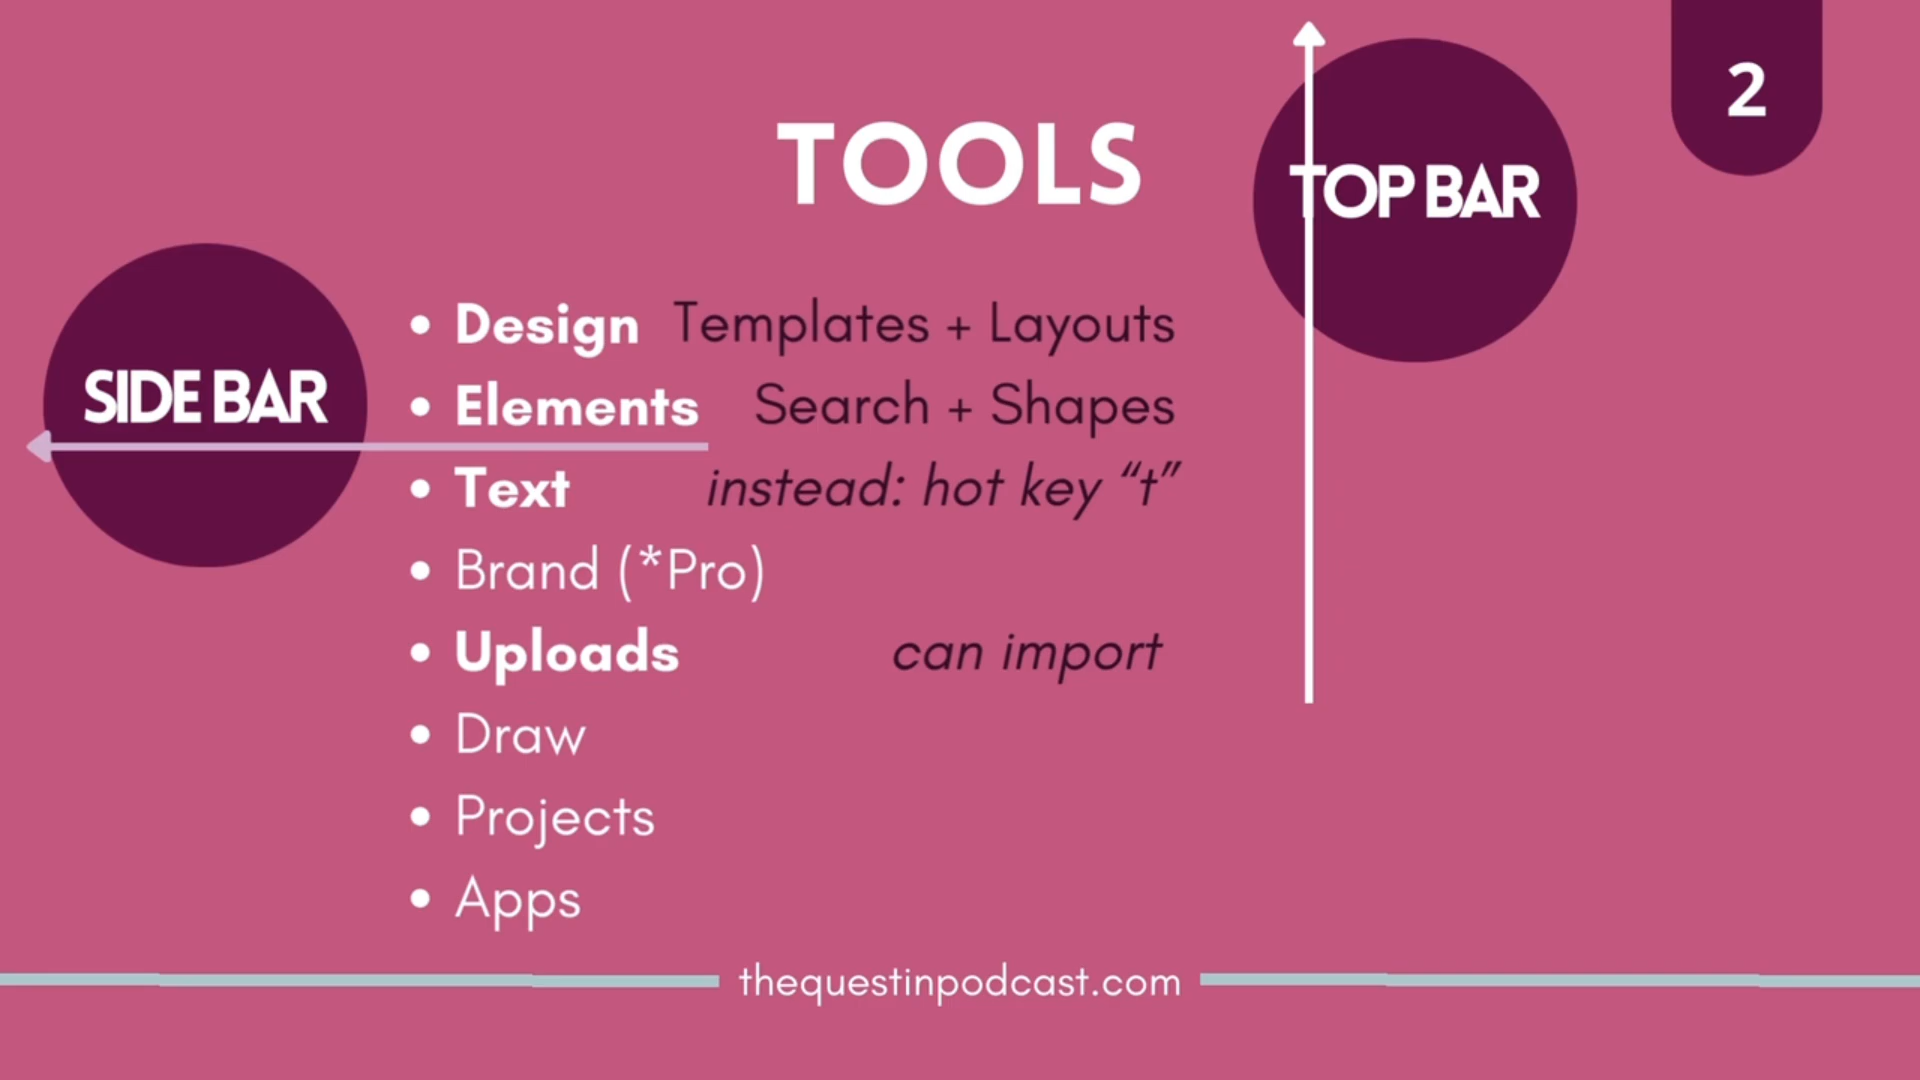 2
TOOLS
TOP BAR
SIDE BAR
• Design Templates + Layouts
• Elements Search + Shapes
• Text instead: hot key “t”
• Brand (*Pro)
• Uploads can import
• Draw
• Projects
• Apps
thequestinpodcast.com